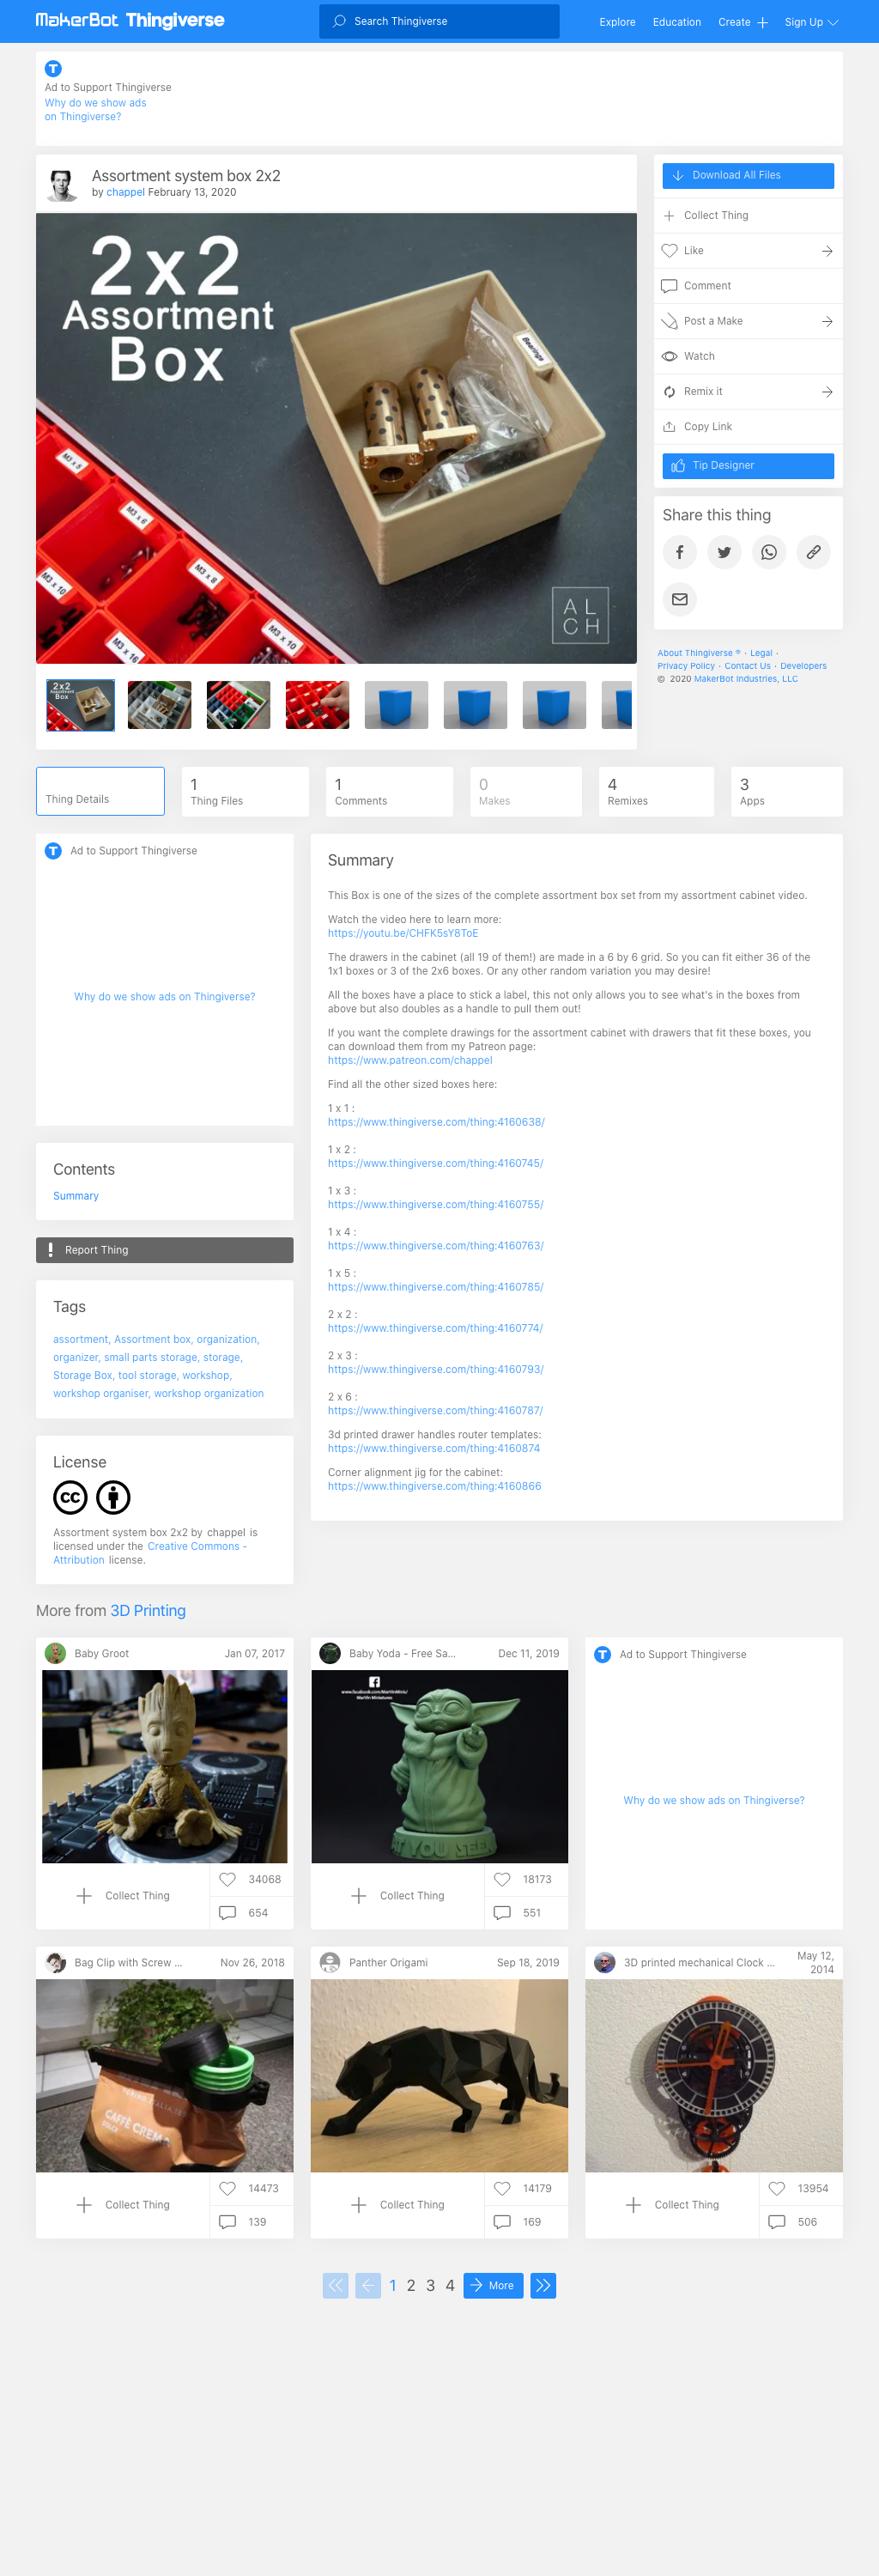 MakerBot Thingiverse
Search Thingiverse
Explore
Education
Create
Sign Up
Ad to Support Thingiverse
Why do we show ads
on Thingiverse?
Assortment system box 2x2
by chappel February 13, 2020
2x2
Assortment
Box
Bearings
M3 x 5
M3 x 6
M3 x 8
M3 x 10
M3 x 10
M3 x 16
AL
CH
Download All Files
Collect Thing
Like
Comment
Post a Make
Watch
Remix it
Copy Link
Tip Designer
Share this thing
About Thingiverse ® · Legal ·
Privacy Policy · Contact Us · Developers
© 2020 MakerBot Industries, LLC
2x2
Assortment
Box
Thing Details
1
Thing Files
1
Comments
0
Makes
4
Remixes
3
Apps
Ad to Support Thingiverse
Why do we show ads on Thingiverse?
Contents
Summary
Report Thing
Tags
assortment, Assortment box, organization,
organizer, small parts storage, storage,
Storage Box, tool storage, workshop,
workshop organiser, workshop organization
License
cc
Assortment system box 2x2 by chappel is
licensed under the Creative Commons -
Attribution license.
Summary
This Box is one of the sizes of the complete assortment box set from my assortment cabinet video.
Watch the video here to learn more:
https://youtu.be/CHFK5sY8ToE
The drawers in the cabinet (all 19 of them!) are made in a 6 by 6 grid. So you can fit either 36 of the
1x1 boxes or 3 of the 2x6 boxes. Or any other random variation you may desire!
All the boxes have a place to stick a label, this not only allows you to see what's in the boxes from
above but also doubles as a handle to pull them out!
If you want the complete drawings for the assortment cabinet with drawers that fit these boxes, you
can download them from my Patreon page:
https://www.patreon.com/chappel
Find all the other sized boxes here:
1 x 1 :
https://www.thingiverse.com/thing:4160638/
1 x 2 :
https://www.thingiverse.com/thing:4160745/
1 x 3 :
https://www.thingiverse.com/thing:4160755/
1 x 4 :
https://www.thingiverse.com/thing:4160763/
1 x 5 :
https://www.thingiverse.com/thing:4160785/
2 x 2 :
https://www.thingiverse.com/thing:4160774/
2 x 3 :
https://www.thingiverse.com/thing:4160793/
2 x 6 :
https://www.thingiverse.com/thing:4160787/
3d printed drawer handles router templates:
https://www.thingiverse.com/thing:4160874
Corner alignment jig for the cabinet:
https://www.thingiverse.com/thing:4160866
More from 3D Printing
Baby Groot
Jan 07, 2017
Collect Thing
34068
654
Baby Yoda - Free Sa...
Dec 11, 2019
www.facebook.com/MartinMinis/
Martin Miniatures
Collect Thing
18173
551
Ad to Support Thingiverse
Why do we show ads on Thingiverse?
Bag Clip with Screw ...
Nov 26, 2018
CAFFÈ CREMA
DOLCE
Collect Thing
14473
139
Panther Origami
Sep 18, 2019
Collect Thing
14179
169
3D printed mechanical Clock ...
May 12,
2014
Collect Thing
13954
506
1
2
3
4
More